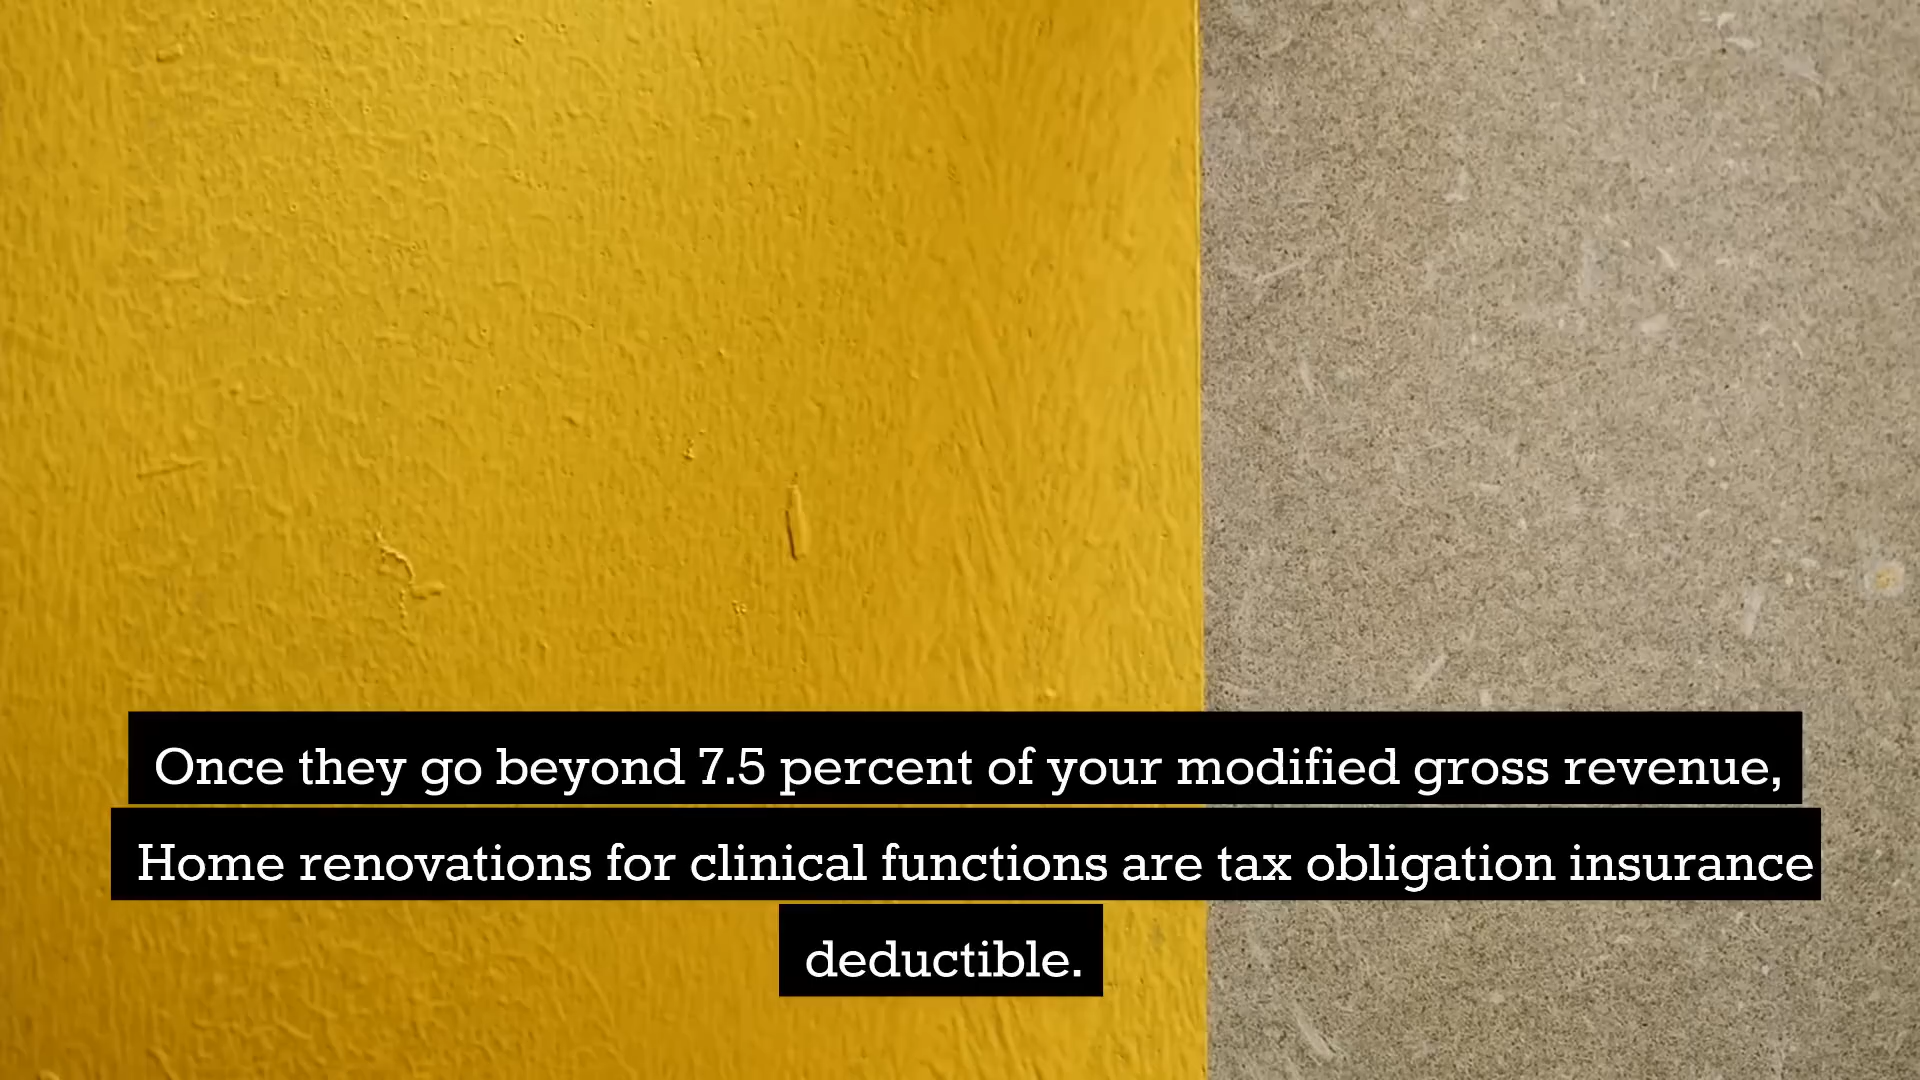 Once they go beyond 7.5 percent of your modified gross revenue,
Home renovations for clinical functions are tax obligation insurance
deductible.